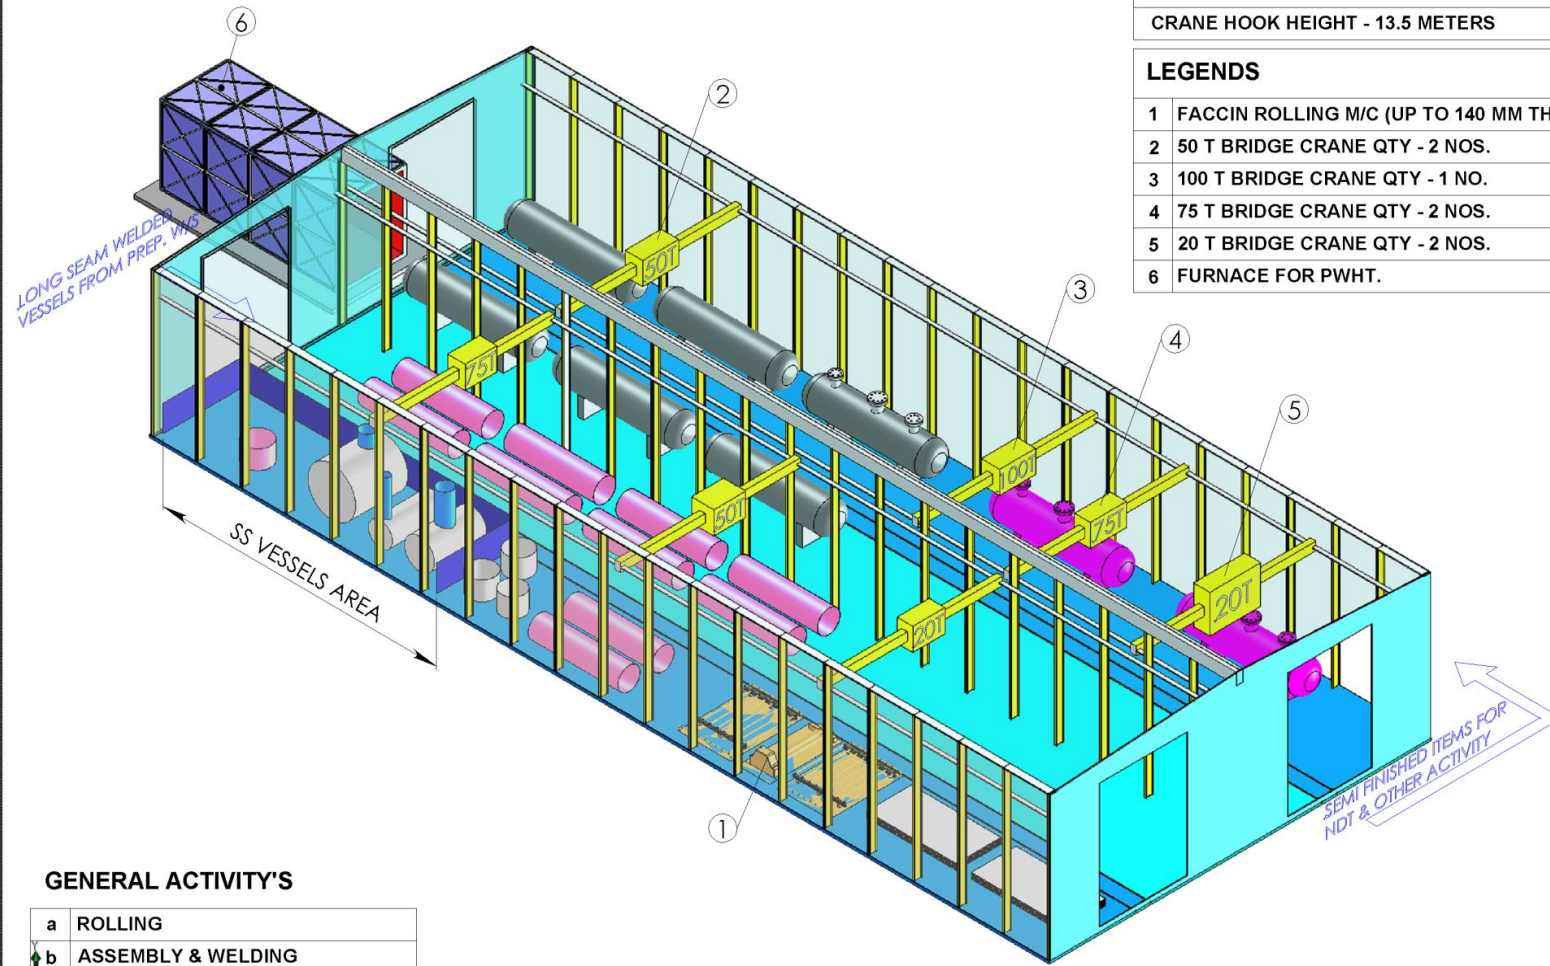 CRANE HOOK HEIGHT - 13.5 METERS
LEGENDS
1 FACCIN ROLLING M/C (UP TO 140 MM TH
2 50 T BRIDGE CRANE QTY - 2 NOS.
3 100 T BRIDGE CRANE QTY - 1 NO.
4 75 T BRIDGE CRANE QTY - 2 NOS.
5 20 T BRIDGE CRANE QTY - 2 NOS.
6 FURNACE FOR PWHT.
6
2
3
4
5
1
LONG SEAM WELDED
VESSELS FROM PREP. W/S
50T
75T
100T
75T
50T
20T
20T
SS VESSELS AREA
SEMI FINISHED ITEMS FOR
NDT & OTHER ACTIVITY
GENERAL ACTIVITY'S
a ROLLING
b ASSEMBLY & WELDING